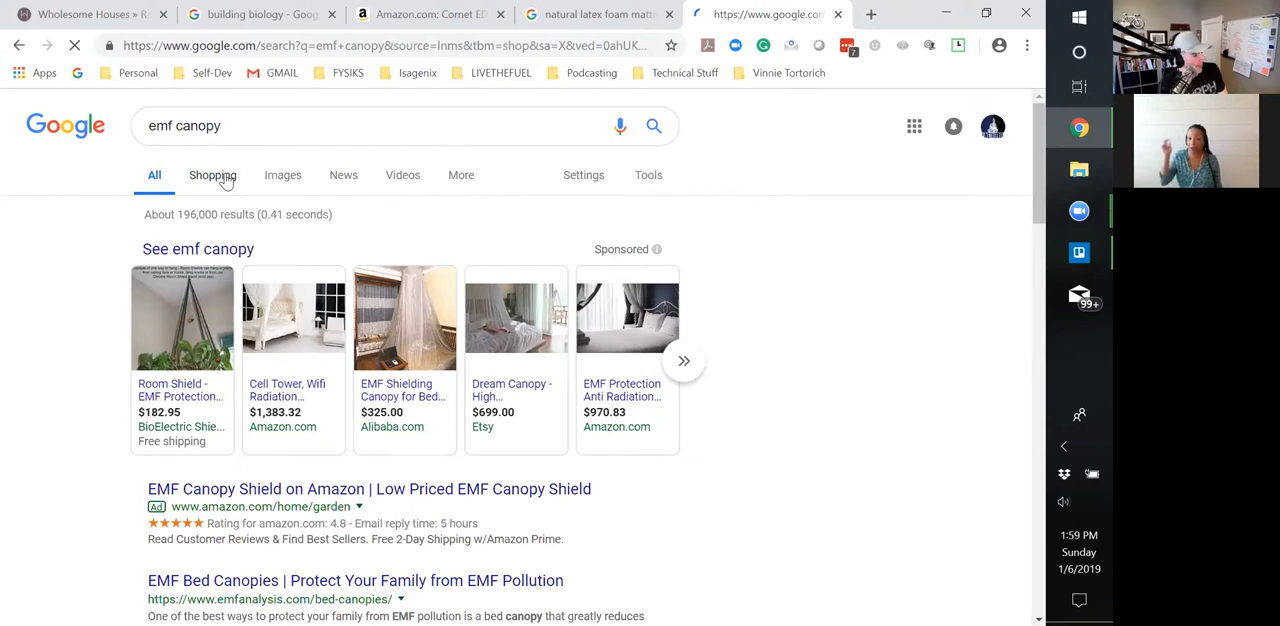 Wholesome Houses » R
building biology - Goog
Amazon.com: Cornet ED
natural latex foam matt
https://www.google.com
https://www.google.com/search?q=emf+canopy&source=lnms&tbm=shop&sa=X&ved=0ahUK...
7
Apps
Personal
Self-Dev
GMAIL
FYSIKS
Isagenix
LIVETHEFUEL
Podcasting
Technical Stuff
Vinnie Tortorich
Google
emf canopy
All
Shopping
Images
News
Videos
More
Settings
Tools
About 196,000 results (0.41 seconds)
See emf canopy
Sponsored
Room Shield -
EMF Protection...
$182.95
BioElectric Shie...
Free shipping
Cell Tower, Wifi
Radiation...
$1,383.32
Amazon.com
EMF Shielding
Canopy for Bed...
$325.00
Alibaba.com
Dream Canopy -
High...
$699.00
Etsy
EMF Protection
Anti Radiation...
$970.83
Amazon.com
EMF Canopy Shield on Amazon | Low Priced EMF Canopy Shield
Ad www.amazon.com/home/garden
Rating for amazon.com: 4.8 - Email reply time: 5 hours
Read Customer Reviews & Find Best Sellers. Free 2-Day Shipping w/Amazon Prime.
EMF Bed Canopies | Protect Your Family from EMF Pollution
https://www.emfanalysis.com/bed-canopies/
One of the best ways to protect your family from EMF pollution is a bed canopy that greatly reduces
99+
1:59 PM
Sunday
1/6/2019